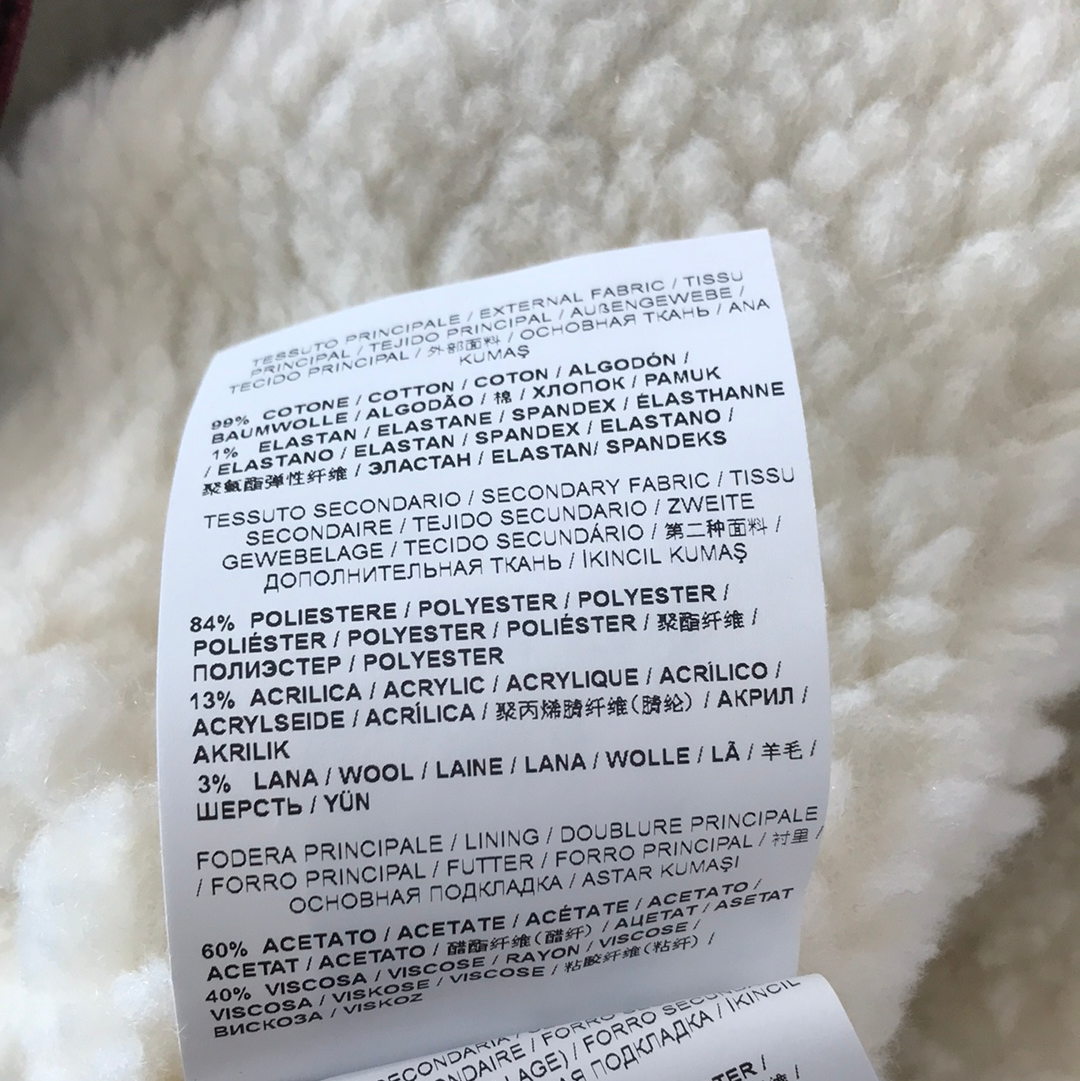 TESSUTO PRINCIPALE / EXTERNAL FABRIC / TISSU
PRINCIPAL / TEJIDO PRINCIPAL / AUßENGEWEBE /
TECIDO PRINCIPAL / 外部面料 / ОСНОВНАЯ ТКАНЬ / ANA
KUMAŞ
99% COTONE / COTTON / COTON / ALGODÓN /
BAUMWOLLE / ALGODÃO / 棉 / ХЛОПОК / PAMUK
1% ELASTAN / ELASTANE / SPANDEX / ÉLASTHANNE
/ ELASTANO / ELASTAN / SPANDEX / ELASTANO /
聚氨酯弹性纤维 / ЭЛАСТАН / ELASTAN/ SPANDEKS
TESSUTO SECONDARIO / SECONDARY FABRIC / TISSU
SECONDAIRE / TEJIDO SECUNDARIO / ZWEITE
GEWEBELAGE / TECIDO SECUNDÁRIO / 第二种面料 /
ДОПОЛНИТЕЛЬНАЯ ТКАНЬ / İKINCIL KUMAŞ
84% POLIESTERE / POLYESTER / POLYESTER /
POLIÉSTER / POLYESTER / POLIÉSTER / 聚酯纤维 /
ПОЛИЭСТЕР / POLYESTER
13% ACRILICA / ACRYLIC / ACRYLIQUE / ACRÍLICO /
ACRYLSEIDE / ACRÍLICA / 聚丙烯腈纤维(腈纶) / АКРИЛ /
AKRILIK
3% LANA / WOOL / LAINE / LANA / WOLLE / LÃ / 羊毛 /
ШЕРСТЬ / YÜN
FODERA PRINCIPALE / LINING / DOUBLURE PRINCIPALE
/ FORRO PRINCIPAL / FUTTER / FORRO PRINCIPAL / 衬里 /
ОСНОВНАЯ ПОДКЛАДКА / ASTAR KUMAŞI
60% ACETATO / ACETATE / ACÉTATE / ACETATO /
ACETAT / ACETATO / 醋酯纤维(醋纤) / АЦЕТАТ / ASETAT
40% VISCOSA / VISCOSE / RAYON / VISCOSE /
VISCOSA / VISKOSE / VISCOSE / 粘胶纤维(粘纤) /
ВИСКОЗА / VISKOZ
SECONDARIA / FORRO
/ FORRO / İKINCIL
LAGE) / ПОДКЛАДКА /
TER /